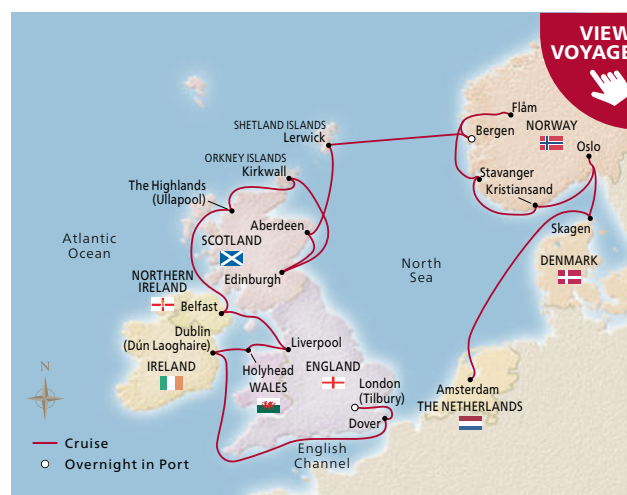 VIEW
VOYAGE
Flåm
SHETLAND ISLANDS
Lerwick
Bergen
NORWAY
Oslo
ORKNEY ISLANDS
Kirkwall
Stavanger
Kristiansand
The Highlands
(Ullapool)
Aberdeen
Skagen
Atlantic
Ocean
SCOTLAND
North
Sea
DENMARK
Edinburgh
NORTHERN
IRELAND
Belfast
Dublin
(Dún Laoghaire)
Liverpool
IRELAND
Holyhead
WALES
ENGLAND
London
(Tilbury)
Amsterdam
THE NETHERLANDS
N
Dover
English
Channel
Cruise
Overnight in Port